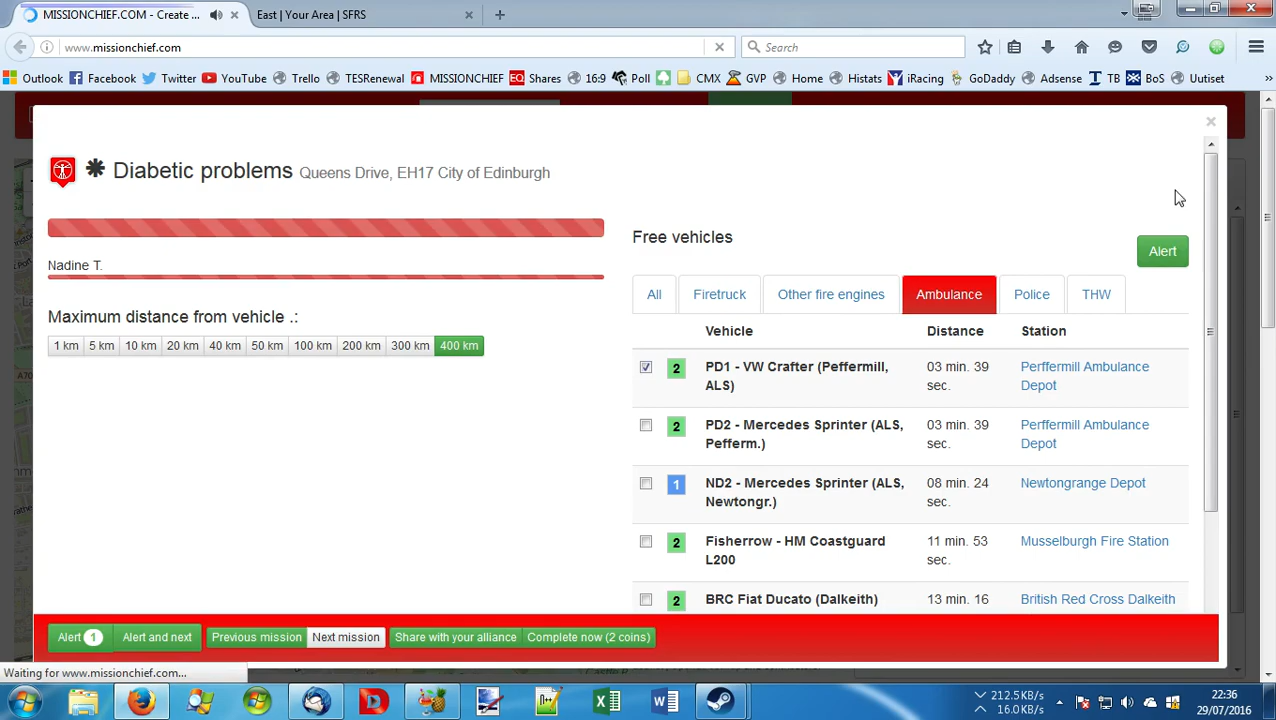 MISSIONCHIEF.COM - Create ...
East | Your Area | SFRS
www.missionchief.com
Search
Outlook Facebook Twitter YouTube Trello TESRenewal MISSIONCHIEF Shares 16:9 Poll CMX GVP Home Histats iRacing GoDaddy Adsense TB BoS Uutiset »
Diabetic problems Queens Drive, EH17 City of Edinburgh
Nadine T.
Maximum distance from vehicle .:
1 km 5 km 10 km 20 km 40 km 50 km 100 km 200 km 300 km 400 km
Free vehicles
Alert
All Firetruck Other fire engines Ambulance Police THW
Vehicle Distance Station
2 PD1 - VW Crafter (Peffermill, 03 min. 39 Perffermill Ambulance
ALS) sec. Depot
2 PD2 - Mercedes Sprinter (ALS, 03 min. 39 Perffermill Ambulance
Pefferm.) sec. Depot
1 ND2 - Mercedes Sprinter (ALS, 08 min. 24 Newtongrange Depot
Newtongr.) sec.
2 Fisherrow - HM Coastguard 11 min. 53 Musselburgh Fire Station
L200 sec.
2 BRC Fiat Ducato (Dalkeith) 13 min. 16 British Red Cross Dalkeith
Alert 1 Alert and next Previous mission Next mission Share with your alliance Complete now (2 coins)
Waiting for www.missionchief.com...
212.5KB/s
16.0KB/s
22:36
29/07/2016